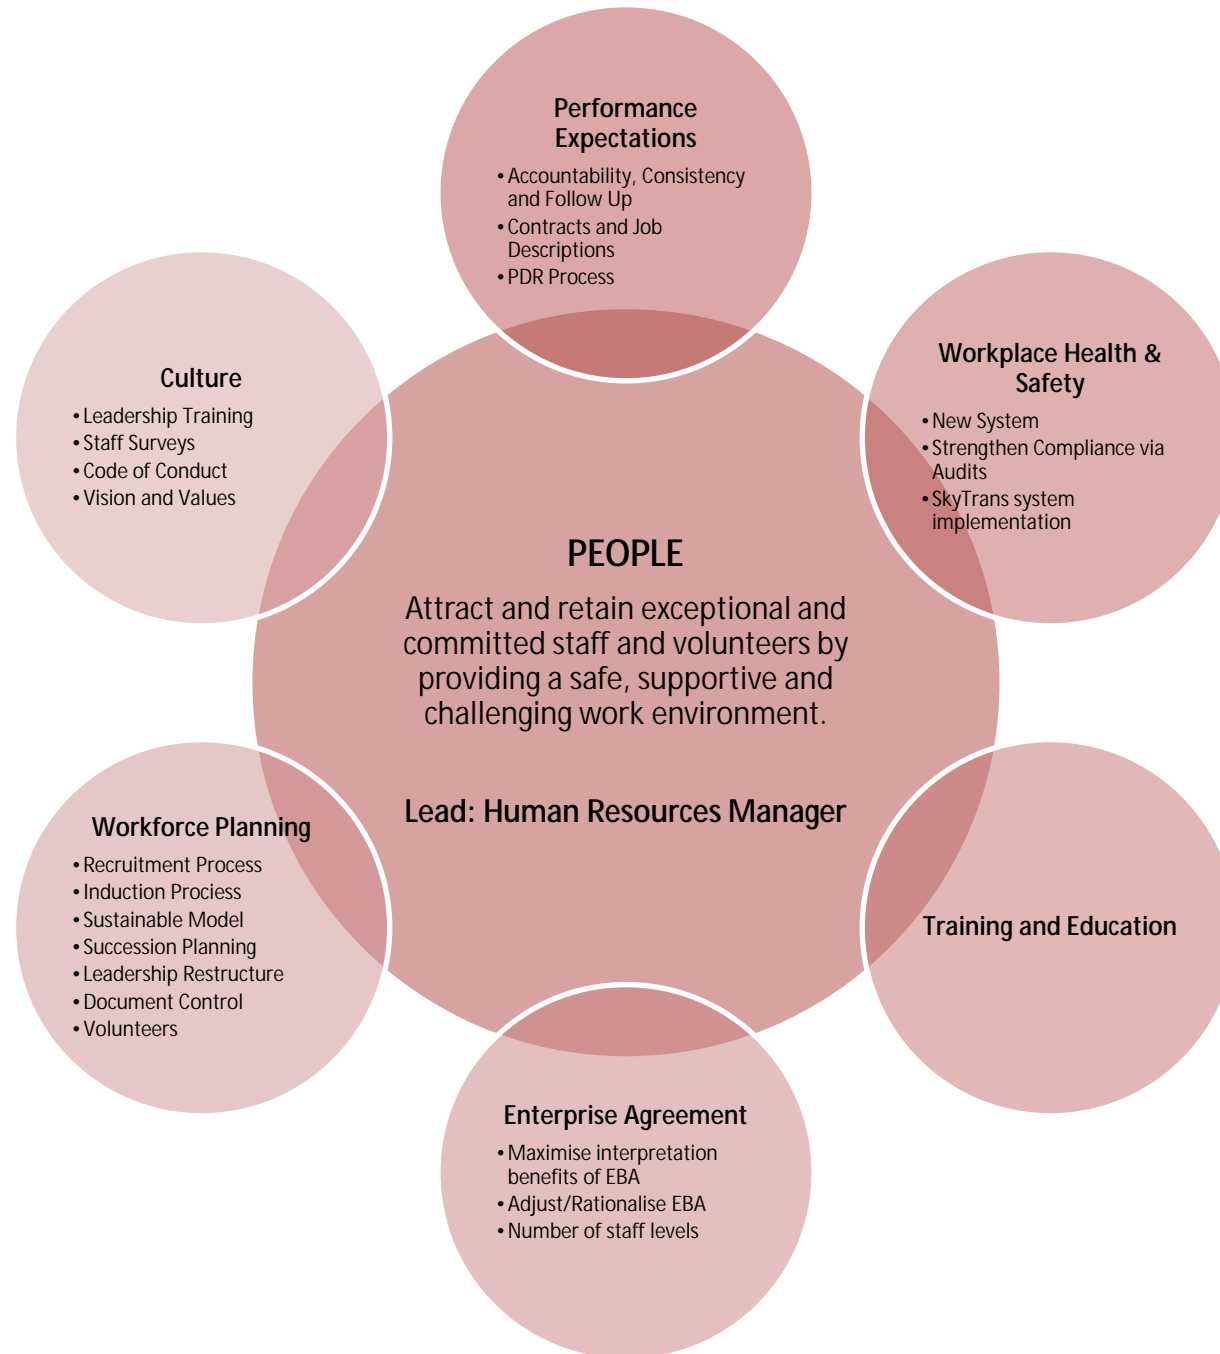 Performance
Expectations
• Accountability, Consistency
and Follow Up
• Contracts and Job
Descriptions
• PDR Process
Workplace Health &
Safety
• New System
• Strengthen Compliance via
Audits
• SkyTrans system
implementation
Training and Education
Enterprise Agreement
• Maximise interpretation
benefits of EBA
• Adjust/Rationalise EBA
• Number of staff levels
Workforce Planning
• Recruitment Process
• Induction Prociess
• Sustainable Model
• Succession Planning
• Leadership Restructure
• Document Control
• Volunteers
Culture
• Leadership Training
• Staff Surveys
• Code of Conduct
• Vision and Values
PEOPLE
Attract and retain exceptional and
committed staff and volunteers by
providing a safe, supportive and
challenging work environment.
Lead: Human Resources Manager